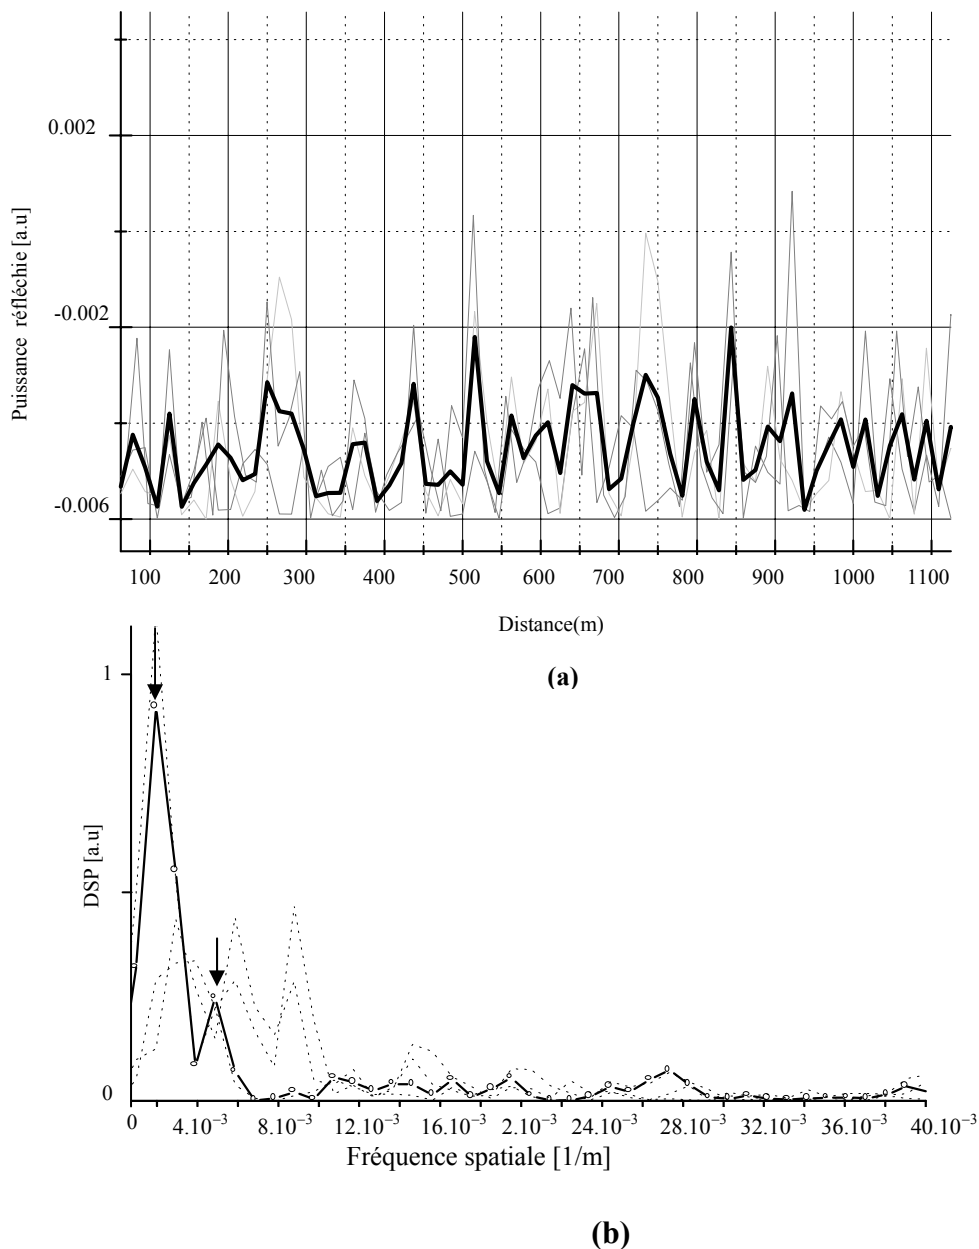 0.002
-0.002
-0.006
Puissance réfléchie [a.u]
100 200 300 400 500 600 700 800 900 1000 1100
Distance(m)
(a)
1
0
DSP [a.u]
0 4.10⁻³ 8.10⁻³ 12.10⁻³ 16.10⁻³ 2.10⁻³ 24.10⁻³ 28.10⁻³ 32.10⁻³ 36.10⁻³ 40.10⁻³
Fréquence spatiale [1/m]
(b)